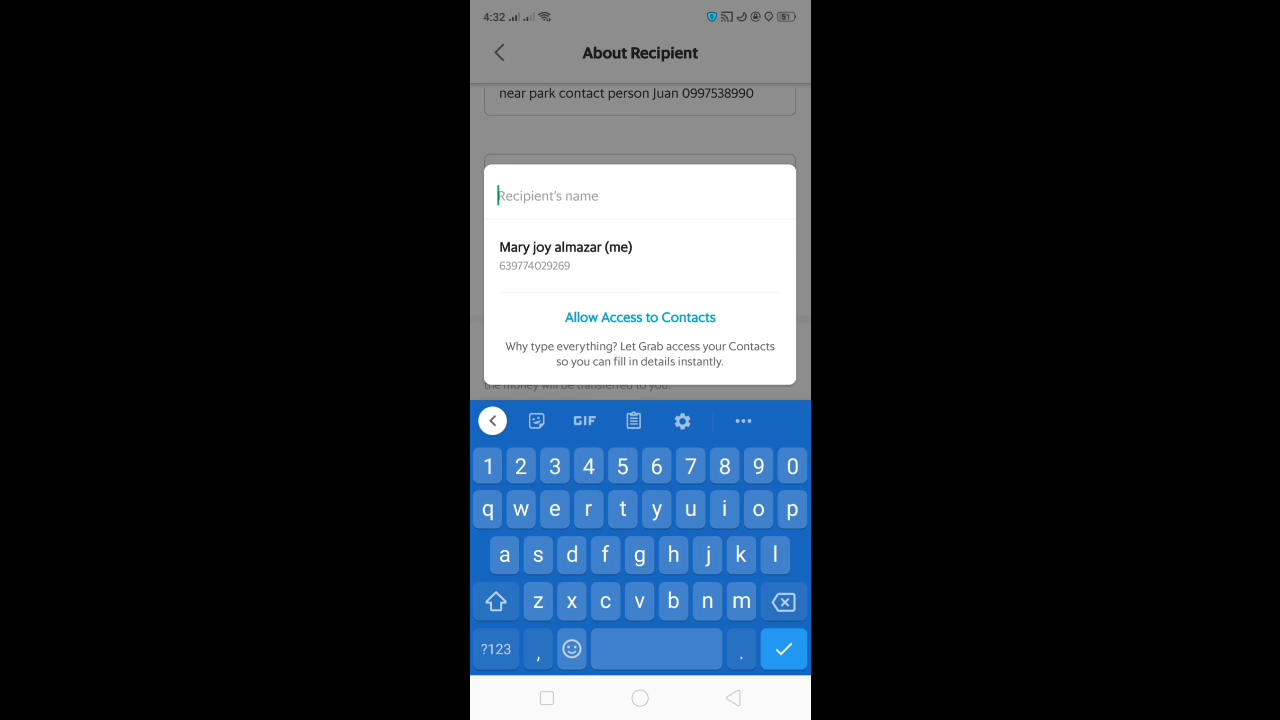 4:32
51
About Recipient
near park contact person Juan 0997538990
Recipient's name
Mary joy almazar (me)
639774029269
Allow Access to Contacts
Why type everything? Let Grab access your Contacts
so you can fill in details instantly.
the money will be transferred to you.
GIF
1 2 3 4 5 6 7 8 9 0
q w e r t y u i o p
a s d f g h j k l
z x c v b n m
?123 , .